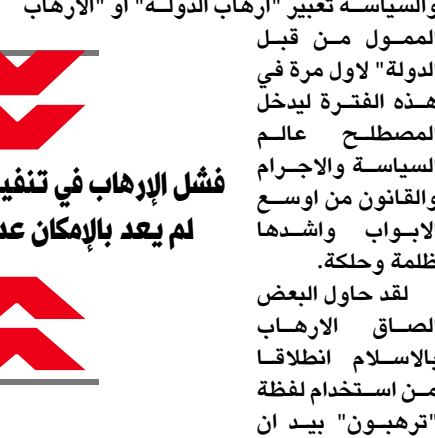 والسياسة تعبير "ارهاب الدولة" او "الارهاب
الممول من قبل
الدولة" لاول مرة في
هذه الفترة ليدخل
المصطلح عالم
السياسة والاجرام
والقانون من اوسع
الابواب واشدها
ظلمة وحلكة.
لقد حاول البعض
الصاق الارهاب
بالاسلام انطلاقا
من استخدام لفظة
"ترهبون" بيد ان
فشل الإرهاب في
لم يعد بالإمكان